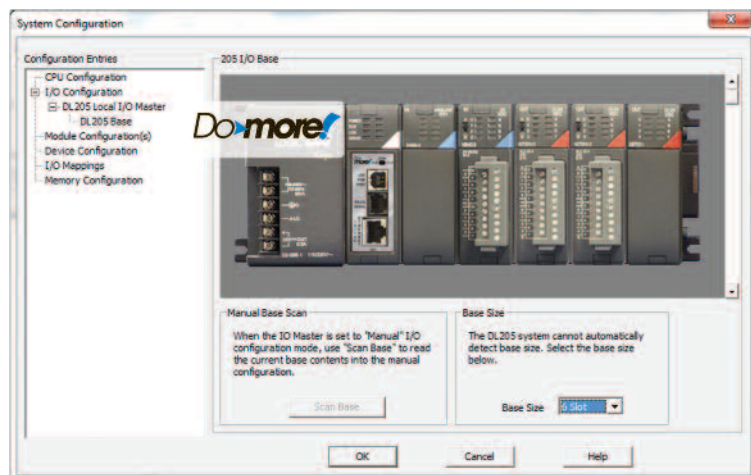 System Configuration
Configuration Entries
CPU Configuration
I/O Configuration
DL205 Local I/O Master
DL205 Base
Module Configuration(s)
Device Configuration
I/O Mappings
Memory Configuration
205 I/O Base
Do-more!
Manual Base Scan
When the IO Master is set to "Manual" I/O
configuration mode, use "Scan Base" to read
the current base contents into the manual
configuration.
Scan Base
Base Size
The DL205 system cannot automatically
detect base size. Select the base size
below.
Base Size 6 Slot
OK Cancel Help